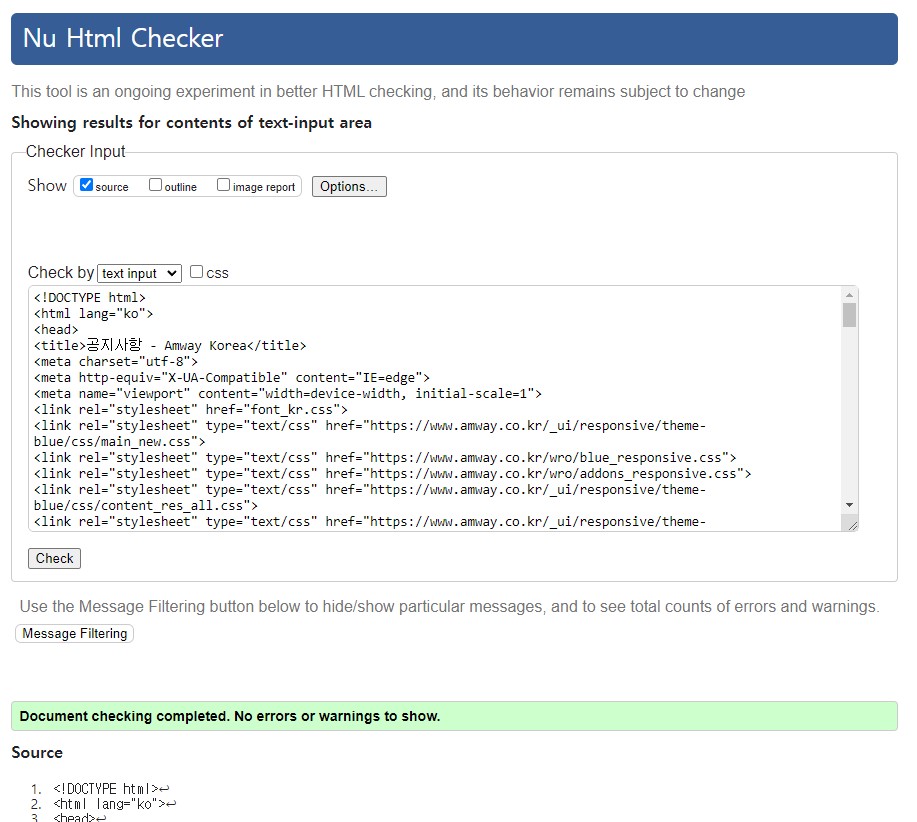 Nu Html Checker
This tool is an ongoing experiment in better HTML checking, and its behavior remains subject to change
Showing results for contents of text-input area
Checker Input
Show source outline image report Options...
Check by text input css
<!DOCTYPE html>
<html lang="ko">
<head>
<title>공지사항 - Amway Korea</title>
<meta charset="utf-8">
<meta http-equiv="X-UA-Compatible" content="IE=edge">
<meta name="viewport" content="width=device-width, initial-scale=1">
<link rel="stylesheet" href="font_kr.css">
<link rel="stylesheet" type="text/css" href="https://www.amway.co.kr/_ui/responsive/theme-
blue/css/main_new.css">
<link rel="stylesheet" type="text/css" href="https://www.amway.co.kr/wro/blue_responsive.css">
<link rel="stylesheet" type="text/css" href="https://www.amway.co.kr/wro/addons_responsive.css">
<link rel="stylesheet" type="text/css" href="https://www.amway.co.kr/_ui/responsive/theme-
blue/css/content_res_all.css">
<link rel="stylesheet" type="text/css" href="https://www.amway.co.kr/_ui/responsive/theme-
Check
Use the Message Filtering button below to hide/show particular messages, and to see total counts of errors and warnings.
Message Filtering
Document checking completed. No errors or warnings to show.
Source
1. <!DOCTYPE html>↩
2. <html lang="ko">↩
3. <head>↩